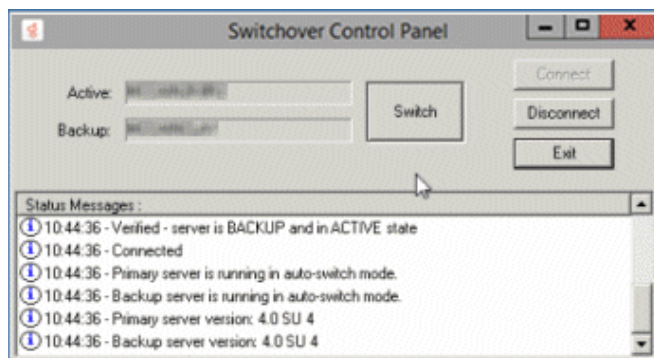 Switchover Control Panel
Active:
Backup:
Switch
Connect
Disconnect
Exit
Status Messages :
10:44:36 - Verified - server is BACKUP and in ACTIVE state
10:44:36 - Connected
10:44:36 - Primary server is running in auto-switch mode.
10:44:36 - Backup server is running in auto-switch mode.
10:44:36 - Primary server version: 4.0 SU 4
10:44:36 - Backup server version: 4.0 SU 4